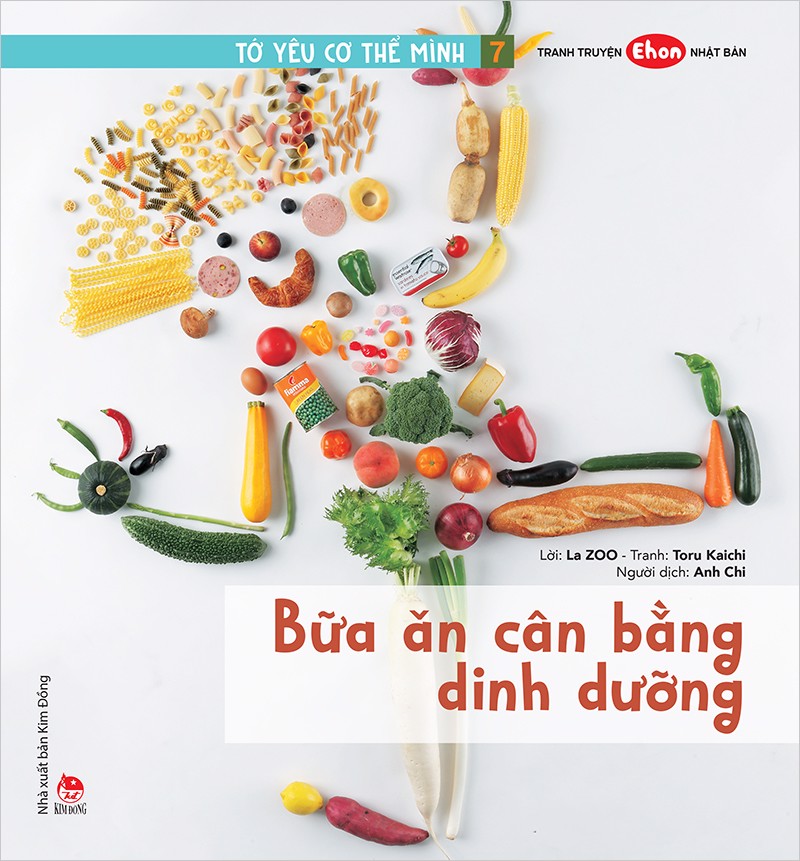 TỚ YÊU CƠ THỂ MÌNH 7
TRANH TRUYỆN Ehon NHẬT BẢN
fiamma
Lời: La ZOO - Tranh: Toru Kaichi
Người dịch: Anh Chi
Bữa ăn cân bằng
dinh dưỡng
Nhà xuất bản Kim Đồng
KIM ĐỒNG